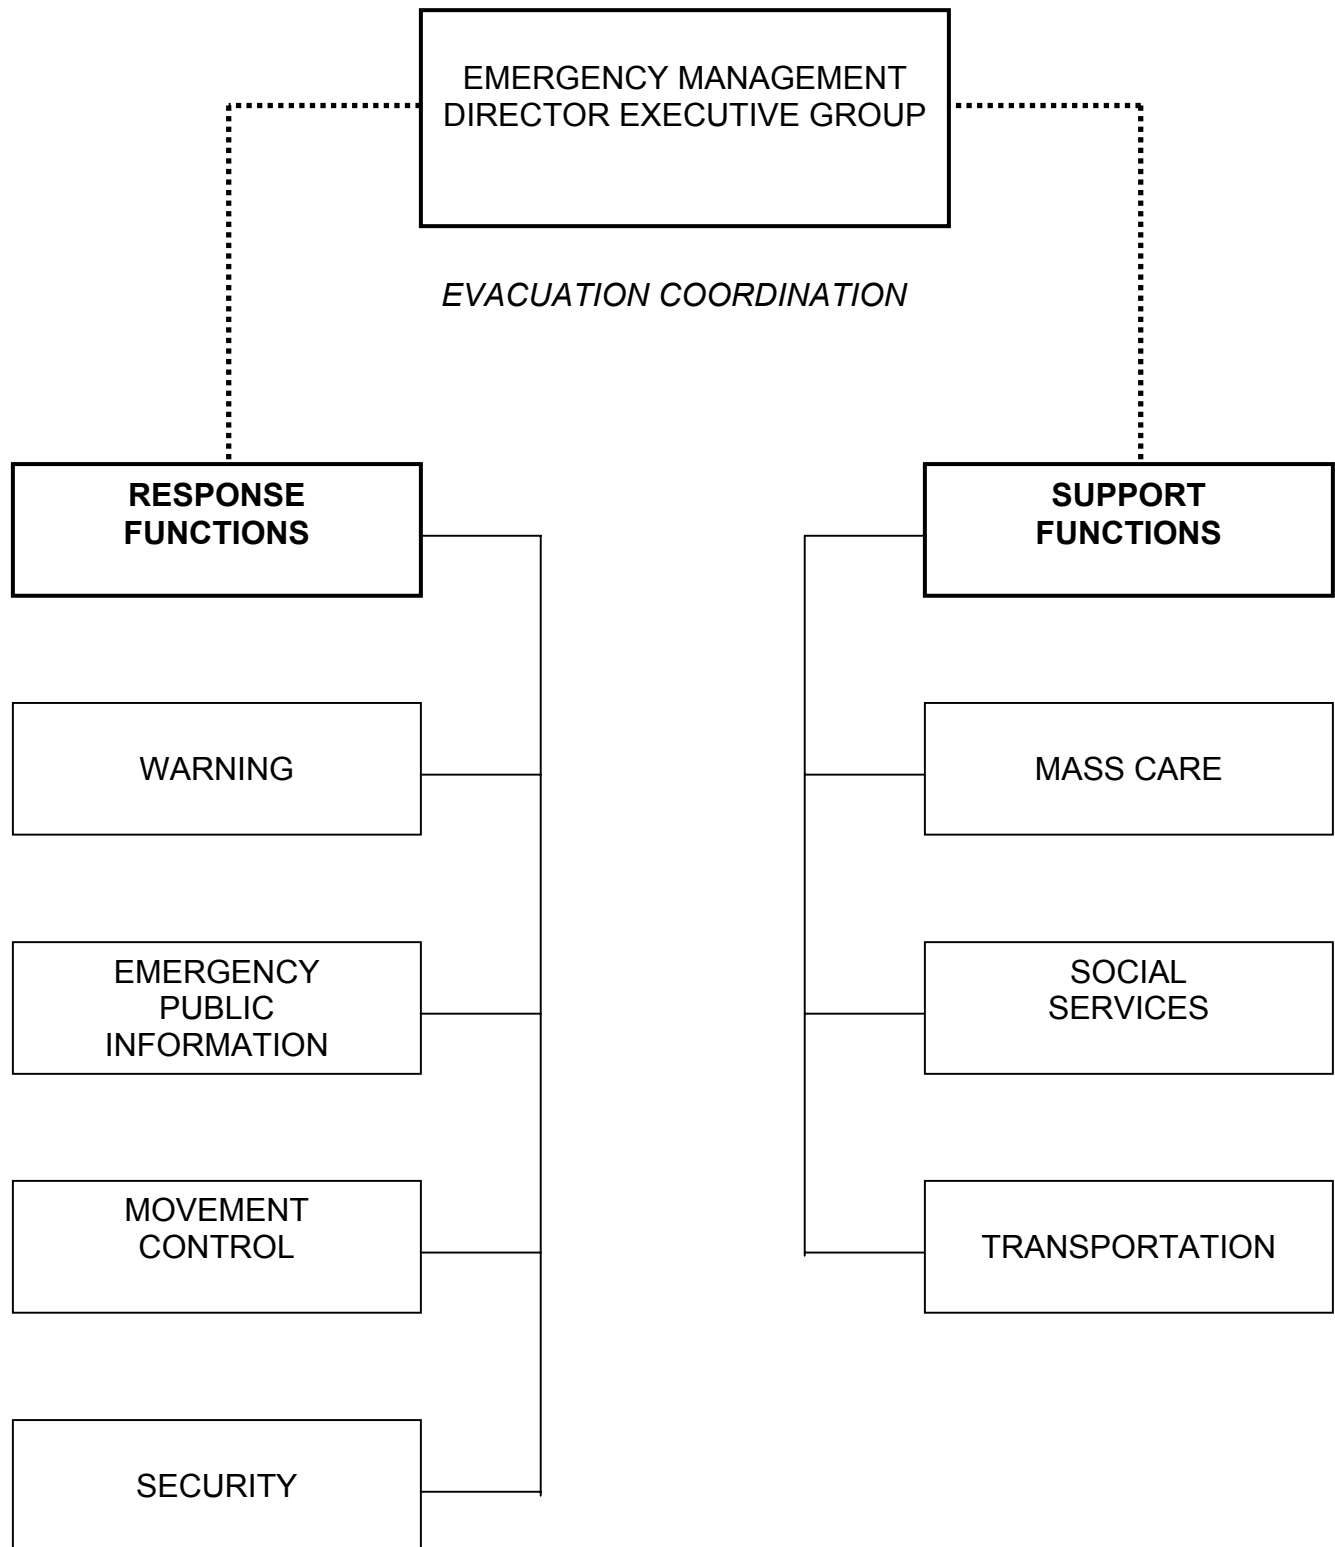 EMERGENCY MANAGEMENT
DIRECTOR EXECUTIVE GROUP
EVACUATION COORDINATION
RESPONSE
FUNCTIONS
SUPPORT
FUNCTIONS
WARNING
MASS CARE
EMERGENCY
PUBLIC
INFORMATION
SOCIAL
SERVICES
MOVEMENT
CONTROL
TRANSPORTATION
SECURITY